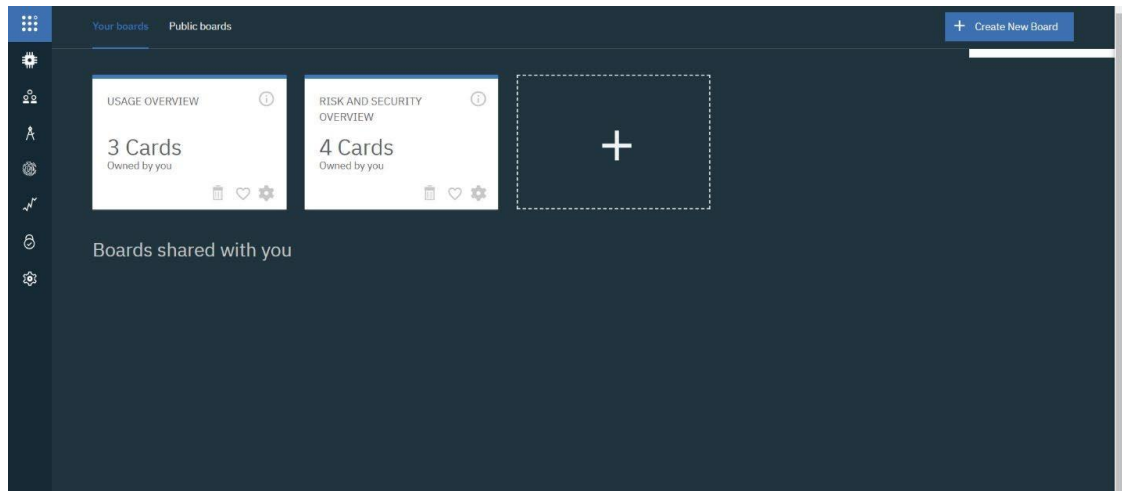 Your boards Public boards
+ Create New Board
USAGE OVERVIEW
3 Cards
Owned by you
RISK AND SECURITY
OVERVIEW
4 Cards
Owned by you
Boards shared with you